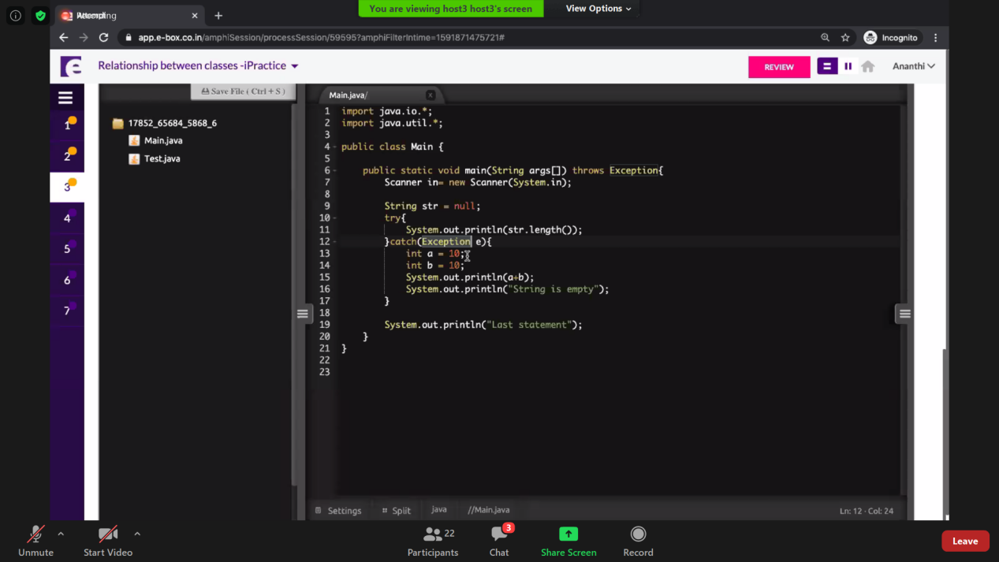 You are viewing host3 host3's screen
View Options
app.e-box.co.in/amphiSession/processSession/59595?amphiFilterIntime=1591871475721#
Incognito
Relationship between classes -iPractice
REVIEW
Ananthi
Save File ( Ctrl + S )
Main.java/
x
17852_65684_5868_6
Main.java
Test.java
1
2
3
4
5
6
7
1 import java.io.*;
2 import java.util.*;
3
4 public class Main {
5
6 public static void main(String args[]) throws Exception{
7 Scanner in= new Scanner(System.in);
8
9 String str = null;
10 try{
11 System.out.println(str.length());
12 }catch(Exception e){
13 int a = 10;
14 int b = 10;
15 System.out.println(a+b);
16 System.out.println("String is empty");
17 }
18
19 System.out.println("Last statement");
20 }
21 }
22
23
Settings
Split
java
//Main.java
Ln: 12 · Col: 24
Unmute
Start Video
22
Participants
3
Chat
Share Screen
Record
Leave